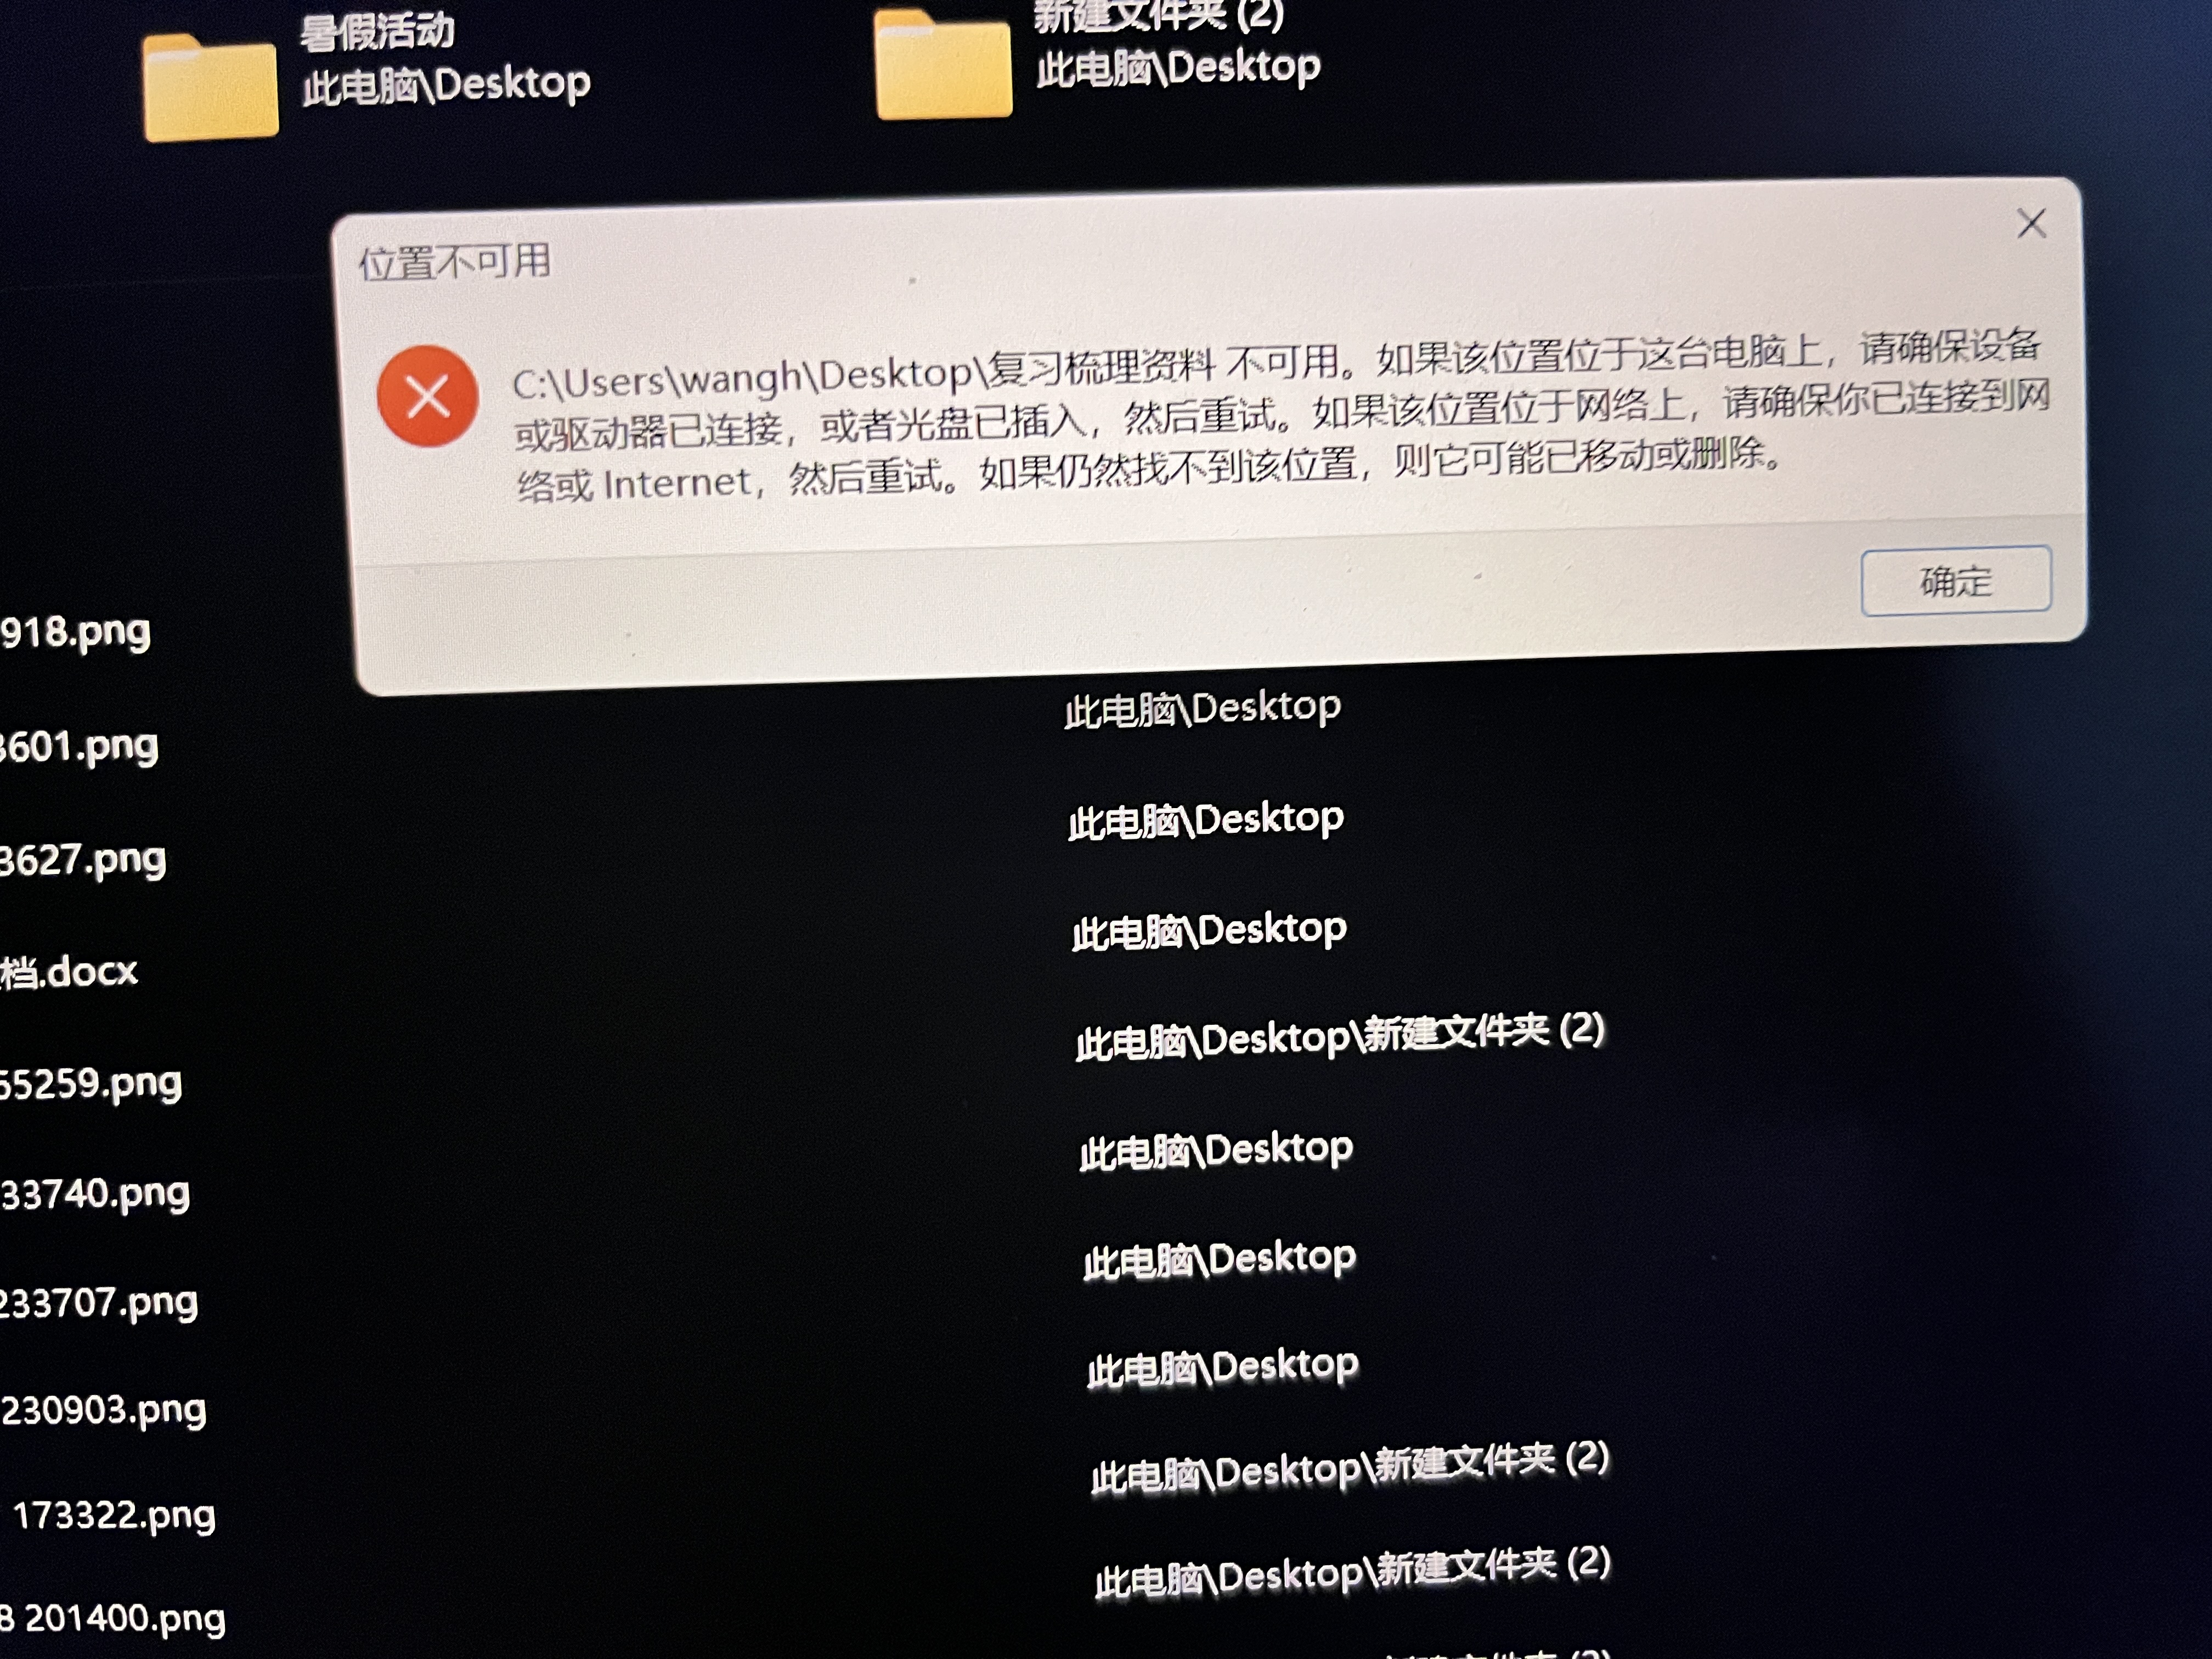 暑假活动
此电脑\Desktop
新建文件夹 (2)
此电脑\Desktop
位置不可用
C:\Users\wangh\Desktop\复习梳理资料 不可用。如果该位置位于这台电脑上，请确保设备
或驱动器已连接，或者光盘已插入，然后重试。如果该位置位于网络上，请确保你已连接到网
络或 Internet，然后重试。如果仍然找不到该位置，则它可能已移动或删除。
确定
918.png
此电脑\Desktop
3601.png
此电脑\Desktop
3627.png
此电脑\Desktop
档.docx
此电脑\Desktop\新建文件夹 (2)
55259.png
此电脑\Desktop
33740.png
此电脑\Desktop
233707.png
此电脑\Desktop
230903.png
此电脑\Desktop\新建文件夹 (2)
173322.png
此电脑\Desktop\新建文件夹 (2)
8 201400.png